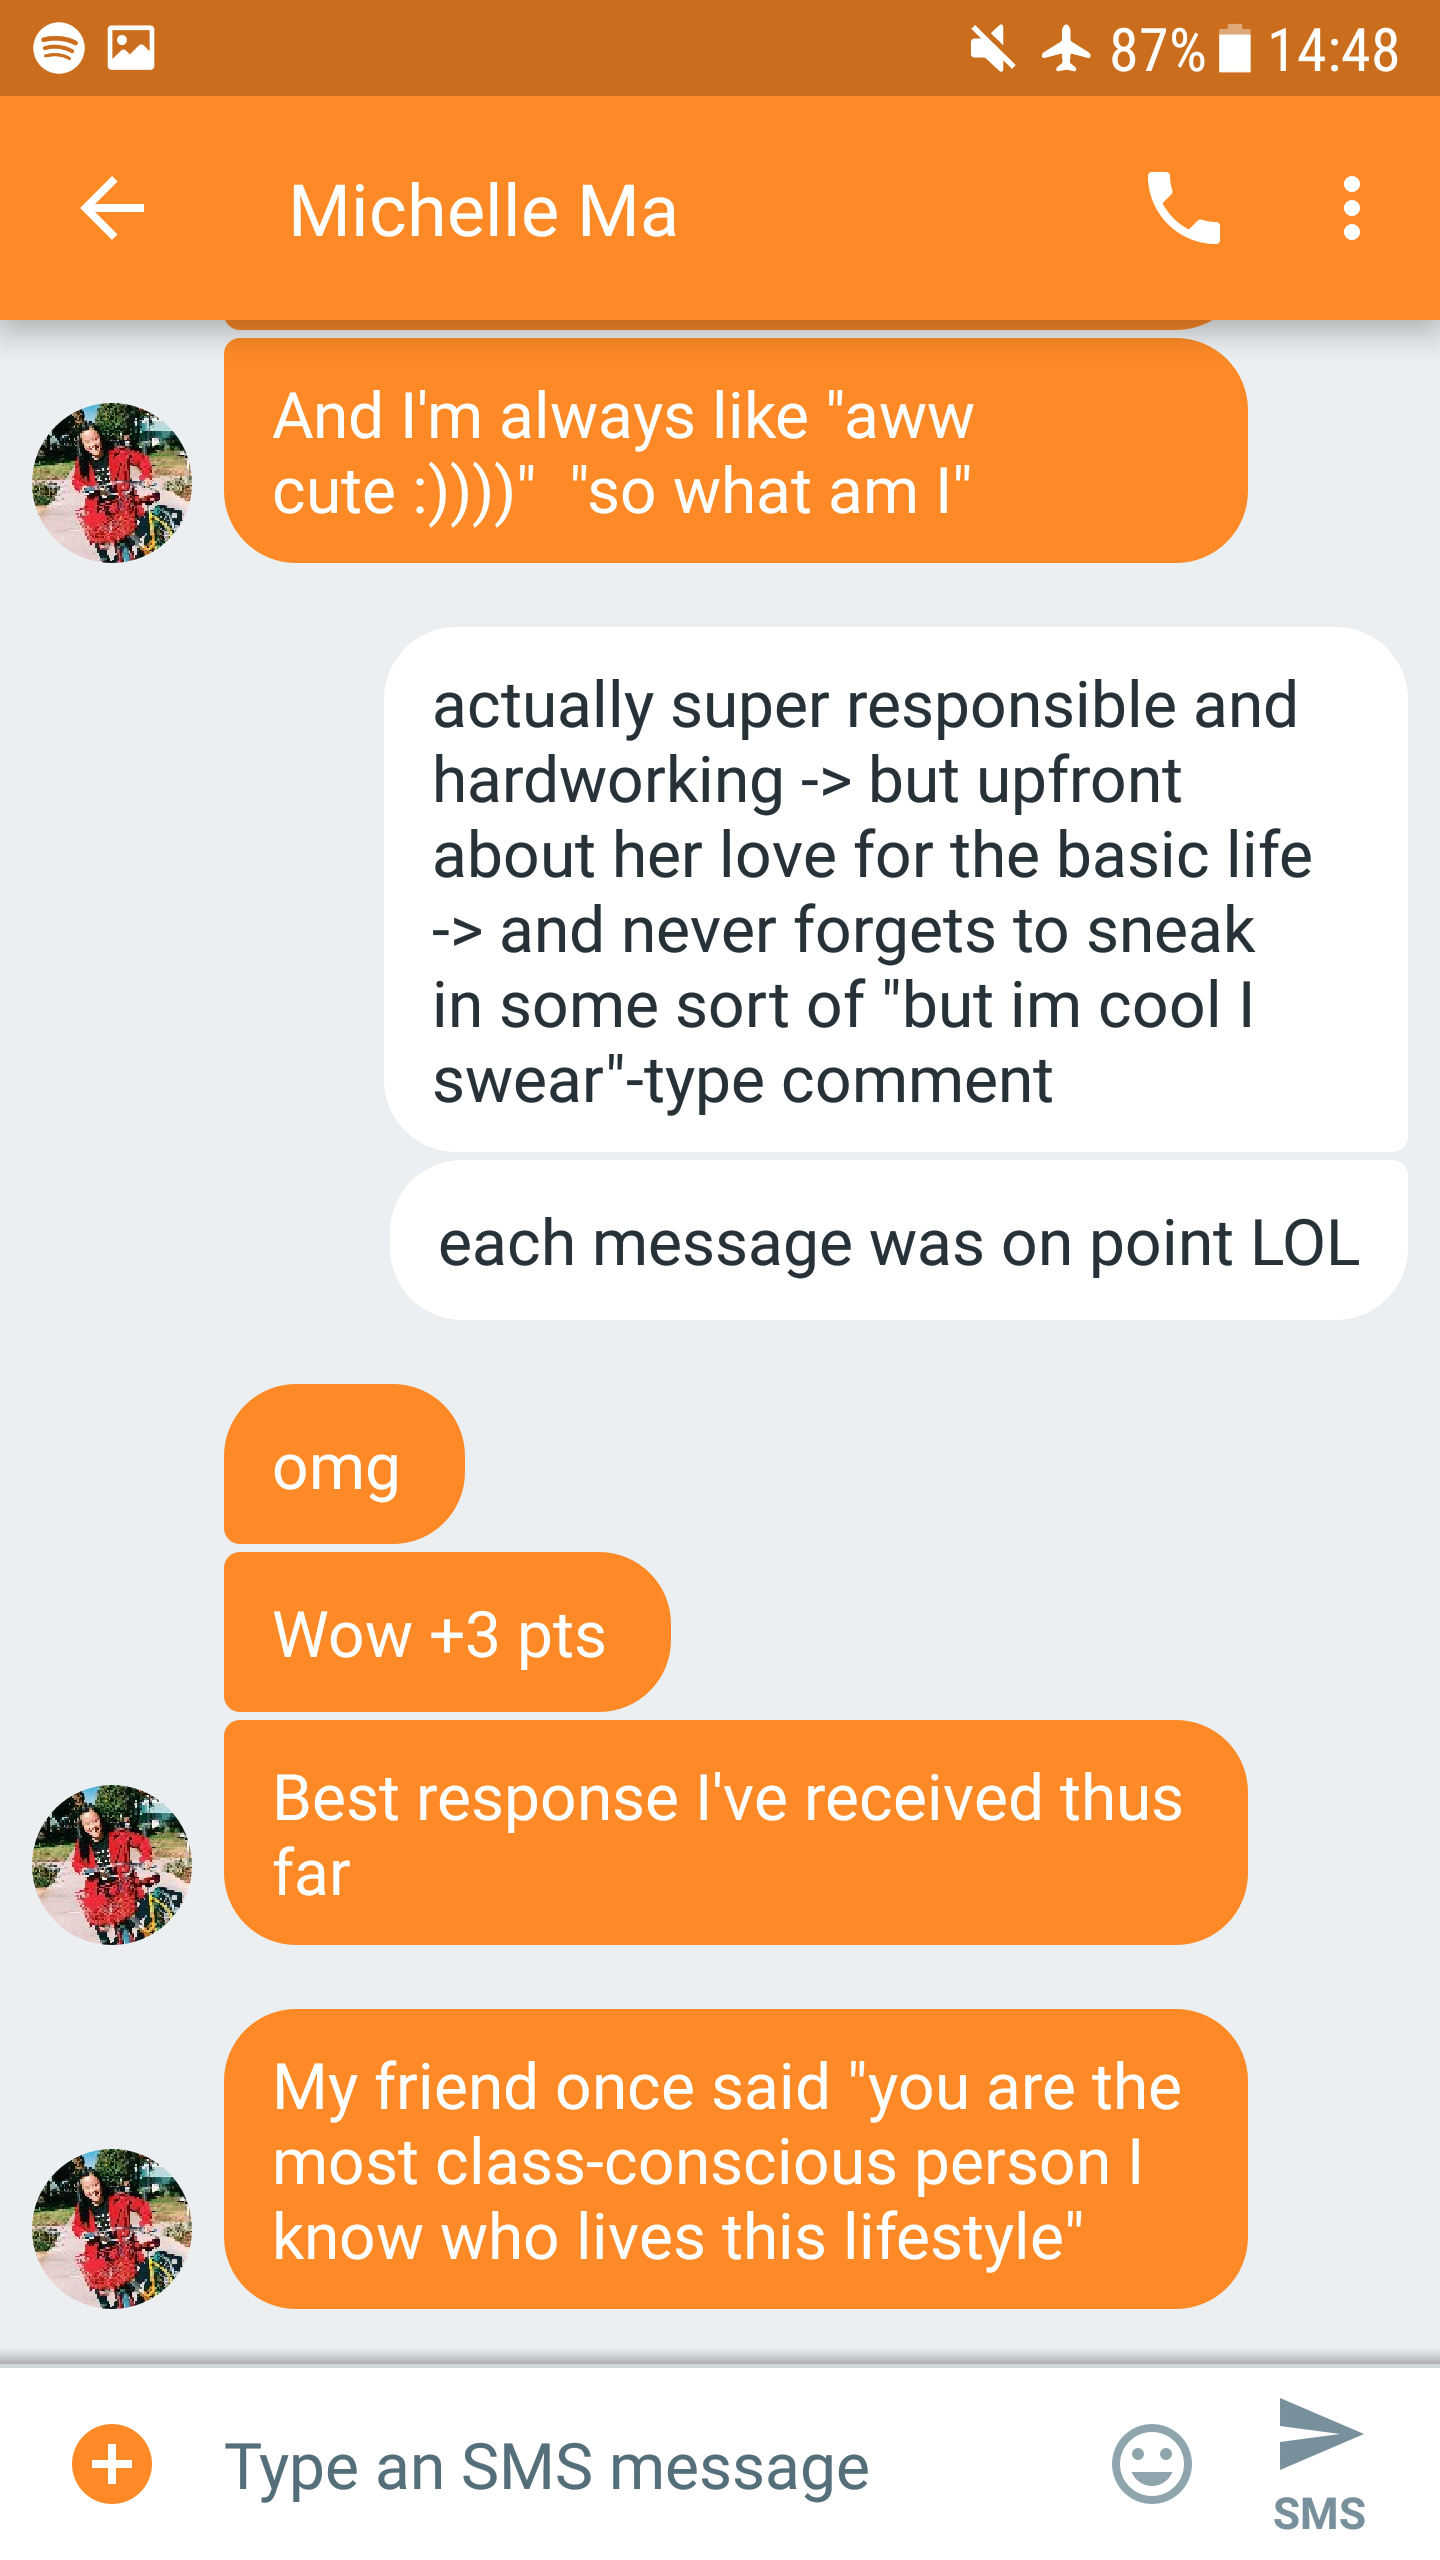 87% 14:48
Michelle Ma
And I'm always like "aww
cute :))))"  "so what am I"
actually super responsible and
hardworking -> but upfront
about her love for the basic life
-> and never forgets to sneak
in some sort of "but im cool I
swear"-type comment
each message was on point LOL
omg
Wow +3 pts
Best response I've received thus
far
My friend once said "you are the
most class-conscious person I
know who lives this lifestyle"
Type an SMS message
SMS